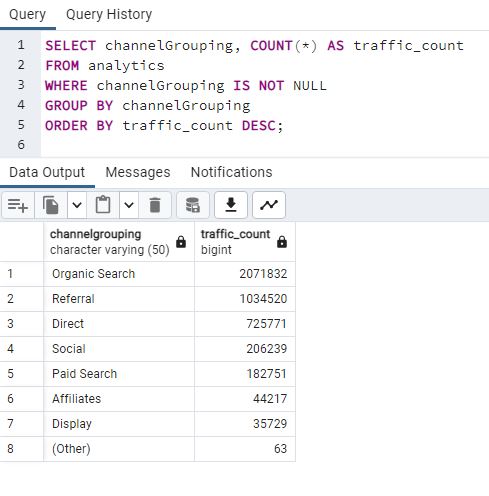 Query Query History
1 SELECT channelGrouping, COUNT(*) AS traffic_count
2 FROM analytics
3 WHERE channelGrouping IS NOT NULL
4 GROUP BY channelGrouping
5 ORDER BY traffic_count DESC;
6
Data Output Messages Notifications
channelgrouping traffic_count
character varying (50) bigint
1 Organic Search 2071832
2 Referral 1034520
3 Direct 725771
4 Social 206239
5 Paid Search 182751
6 Affiliates 44217
7 Display 35729
8 (Other) 63